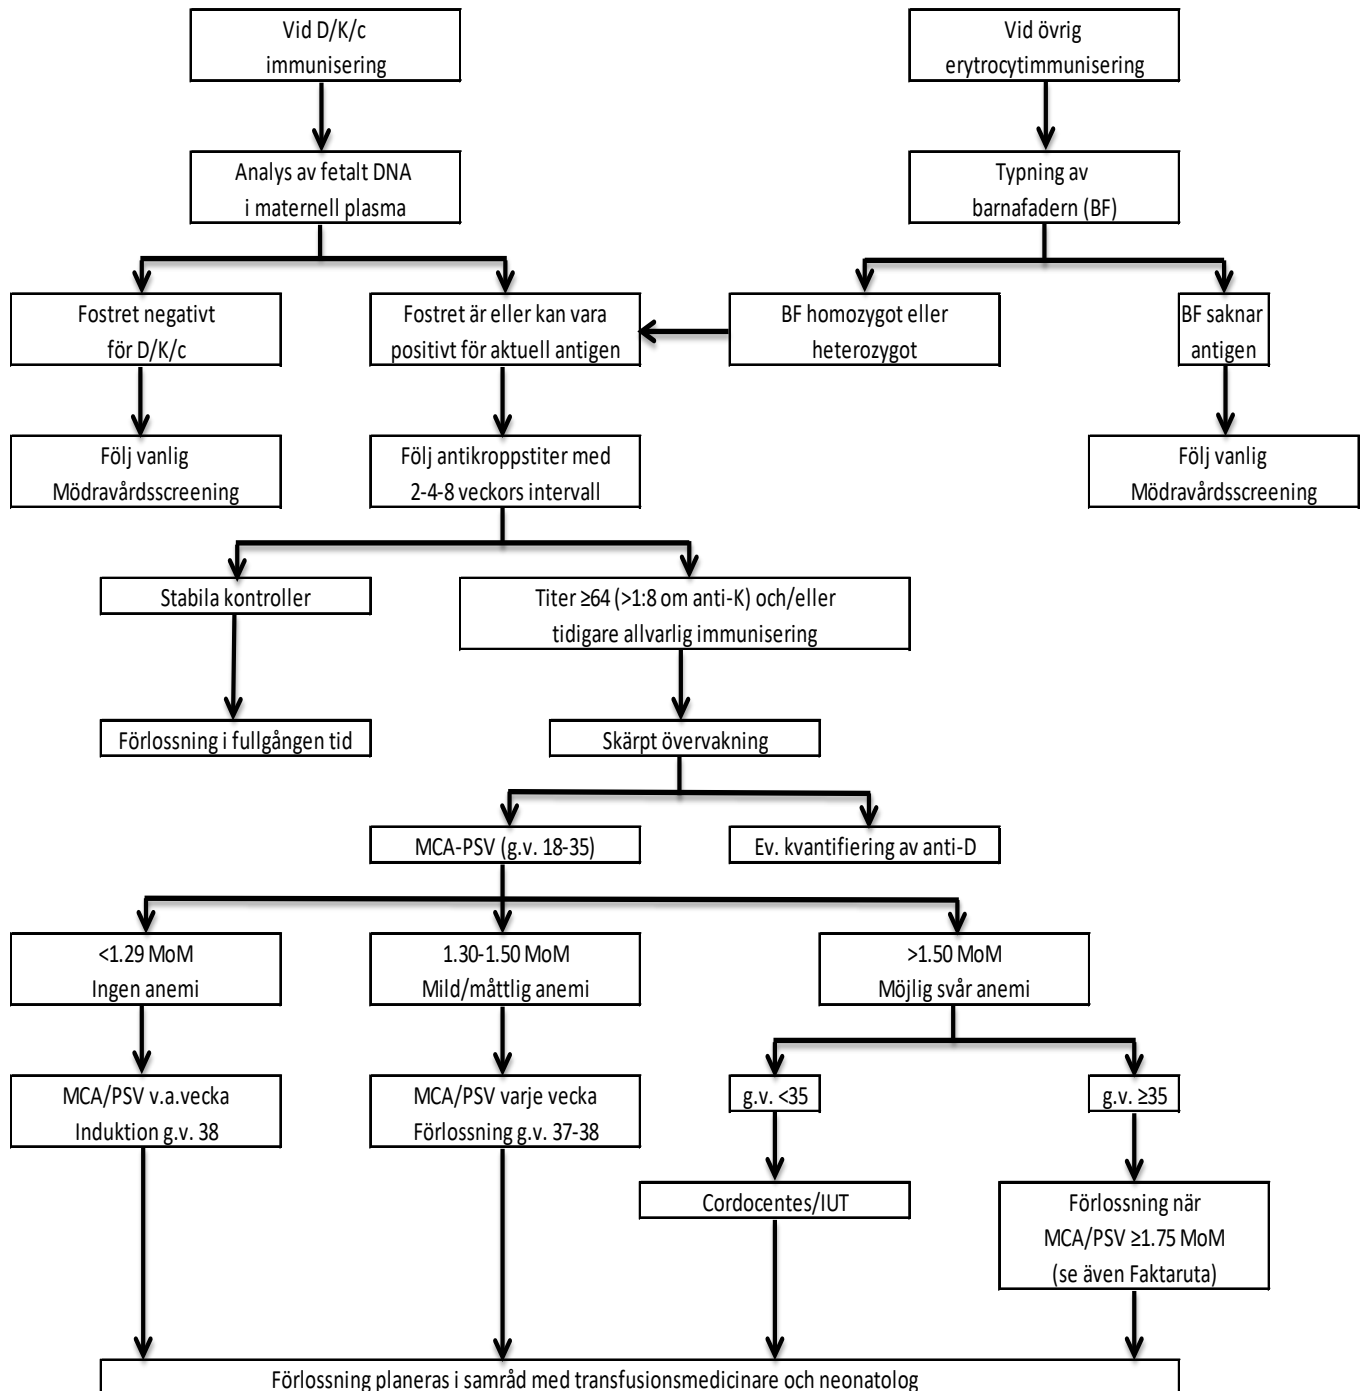 Vid D/K/c
immunisering
Vid övrig
erytrocytimmunisering
Analys av fetalt DNA
i maternell plasma
Typning av
barnafadern (BF)
Fostret negativt
för D/K/c
Fostret är eller kan vara
positivt för aktuell antigen
BF homozygot eller
heterozygot
BF saknar
antigen
Följ vanlig
Mödravårdsscreening
Följ antikroppstiter med
2-4-8 veckors intervall
Följ vanlig
Mödravårdsscreening
Stabila kontroller
Titer ≥64 (>1:8 om anti-K) och/eller
tidigare allvarlig immunisering
Förlossning i fullgången tid
Skärpt övervakning
MCA-PSV (g.v. 18-35)
Ev. kvantifiering av anti-D
<1.29 MoM
Ingen anemi
1.30-1.50 MoM
Mild/måttlig anemi
>1.50 MoM
Möjlig svår anemi
MCA/PSV v.a.vecka
Induktion g.v. 38
MCA/PSV varje vecka
Förlossning g.v. 37-38
g.v. <35
g.v. ≥35
Cordocentes/IUT
Förlossning när
MCA/PSV ≥1.75 MoM
(se även Faktaruta)
Förlossning planeras i samråd med transfusionsmedicinare och neonatolog